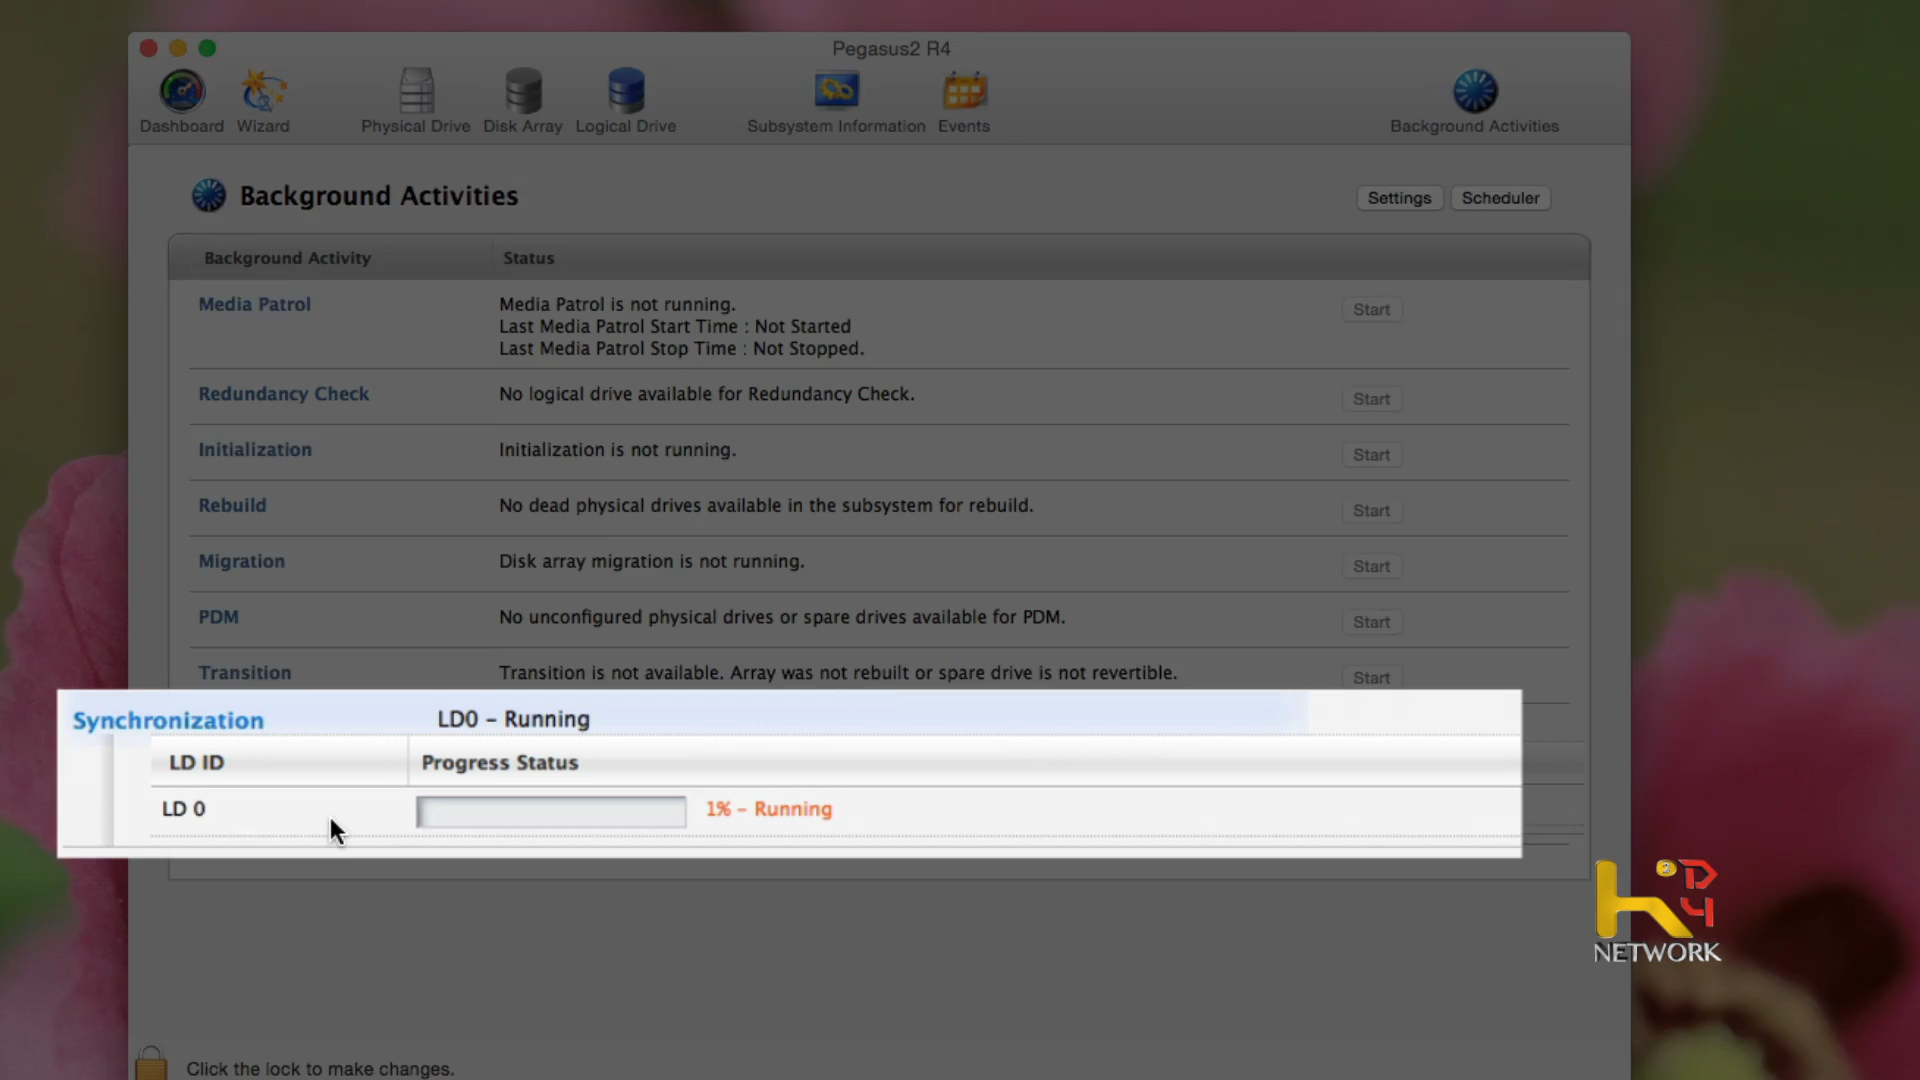 Pegasus2 R4
Dashboard Wizard Physical Drive Disk Array Logical Drive Subsystem Information Events Background Activities
Background Activities Settings Scheduler
Background Activity Status
Media Patrol Media Patrol is not running. Start
Last Media Patrol Start Time : Not Started
Last Media Patrol Stop Time : Not Stopped.
Redundancy Check No logical drive available for Redundancy Check. Start
Initialization Initialization is not running. Start
Rebuild No dead physical drives available in the subsystem for rebuild. Start
Migration Disk array migration is not running. Start
PDM No unconfigured physical drives or spare drives available for PDM. Start
Transition Transition is not available. Array was not rebuilt or spare drive is not revertible. Start
Synchronization LD0 – Running
LD ID Progress Status
LD 0 1% – Running
K2D4
NETWORK
Click the lock to make changes.